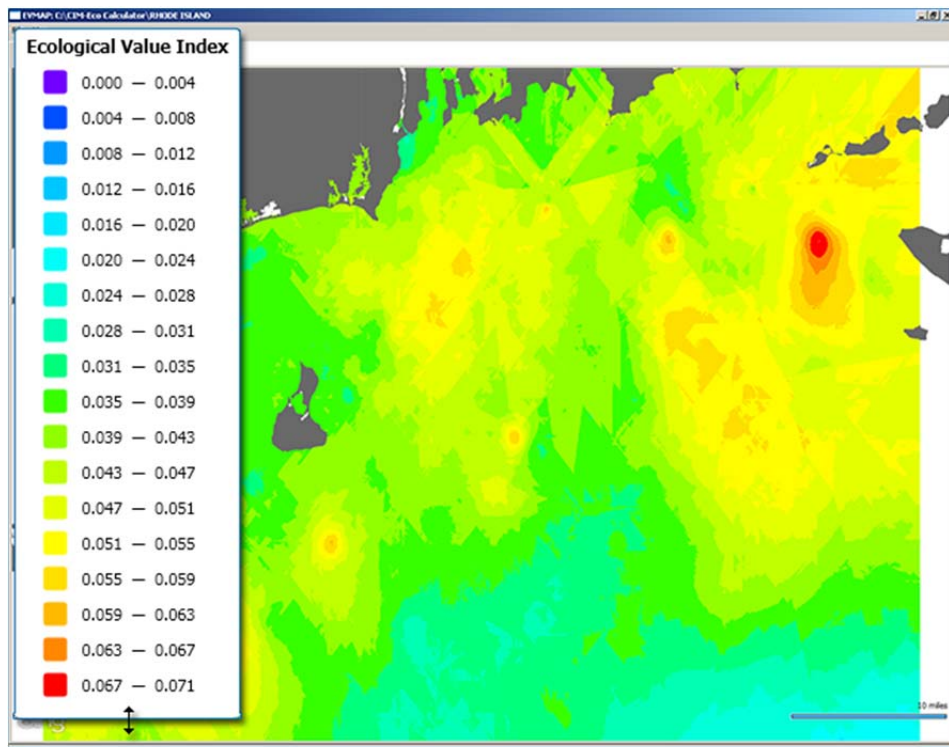 EVMAP: C:\CIM-Eco Calculator\RHODE ISLAND
Ecological Value Index
0.000 — 0.004
0.004 — 0.008
0.008 — 0.012
0.012 — 0.016
0.016 — 0.020
0.020 — 0.024
0.024 — 0.028
0.028 — 0.031
0.031 — 0.035
0.035 — 0.039
0.039 — 0.043
0.043 — 0.047
0.047 — 0.051
0.051 — 0.055
0.055 — 0.059
0.059 — 0.063
0.063 — 0.067
0.067 — 0.071
10 miles